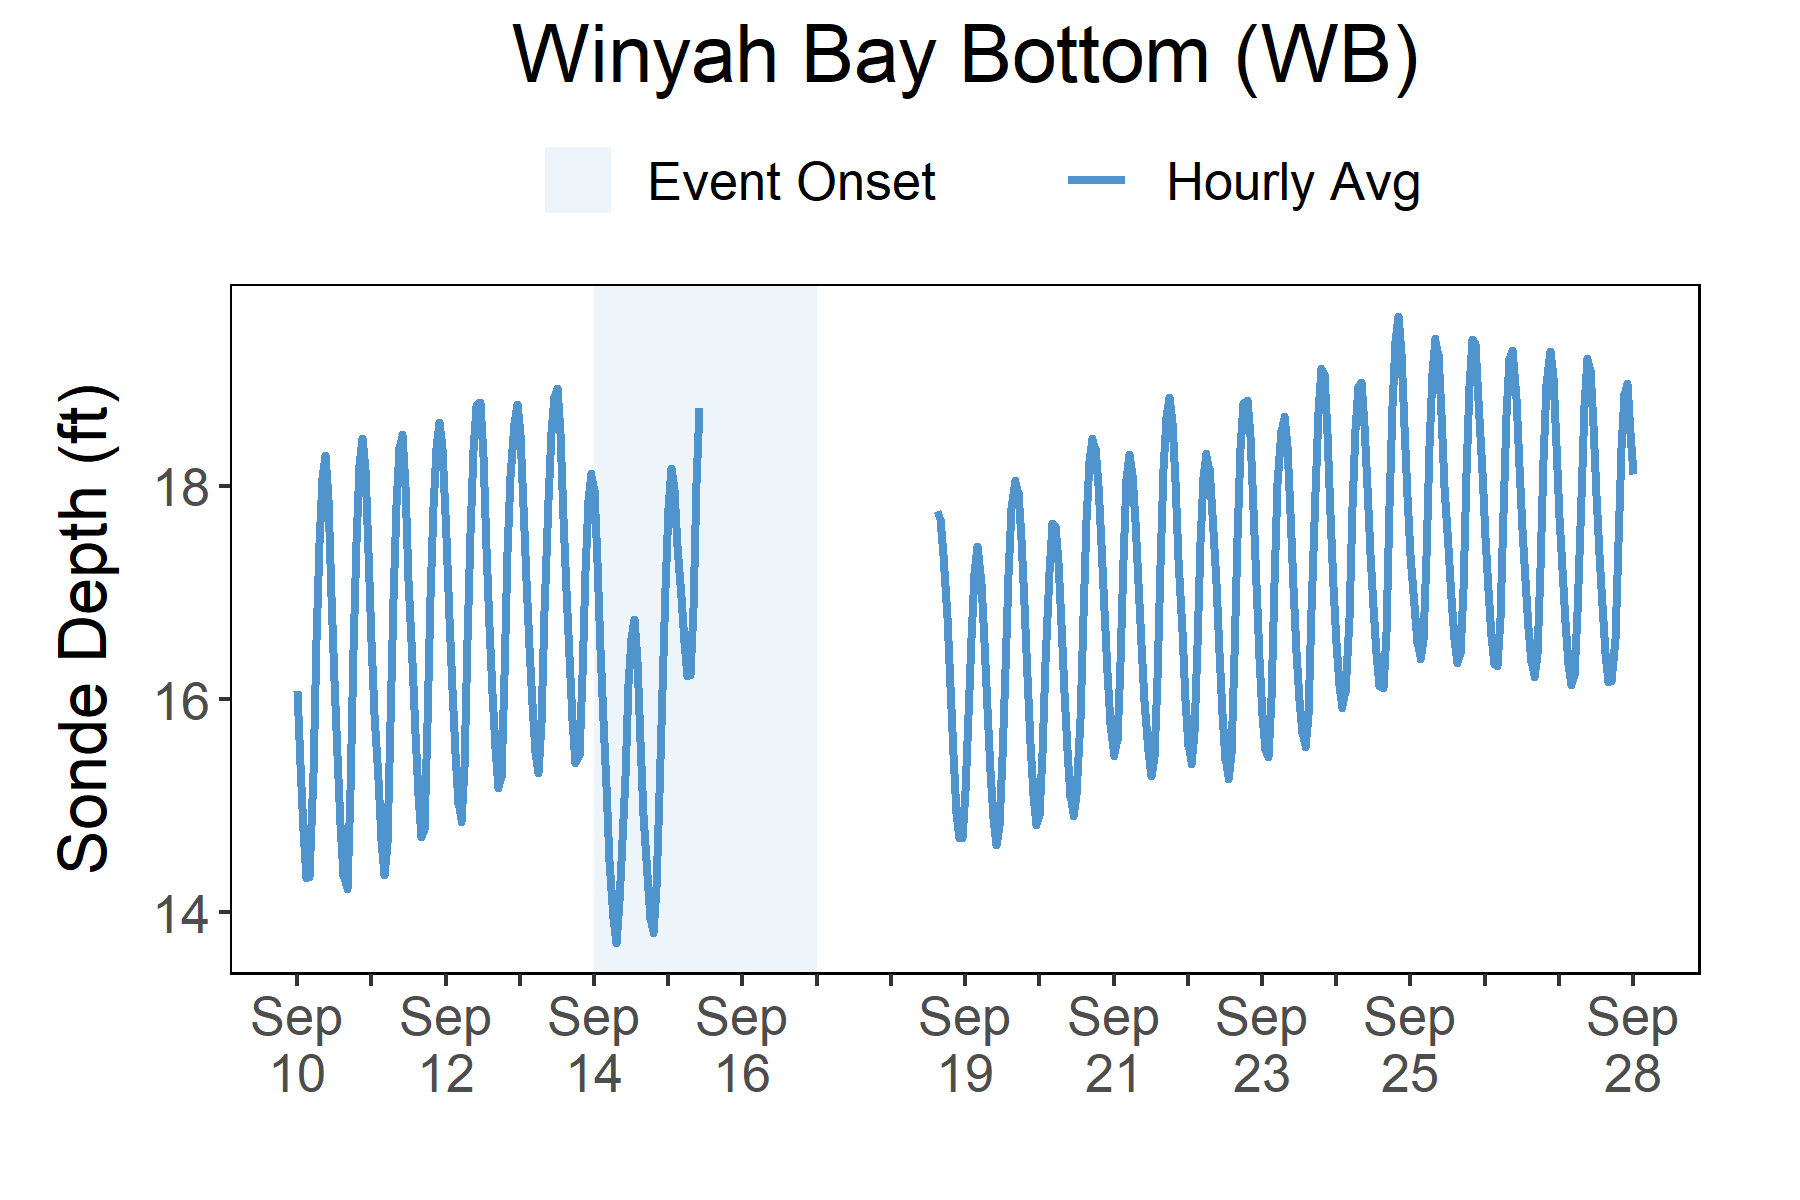 Winyah Bay Bottom (WB)
Event Onset Hourly Avg
Sonde Depth (ft)
18
16
14
Sep Sep Sep Sep Sep Sep Sep Sep Sep
10 12 14 16 19 21 23 25 28